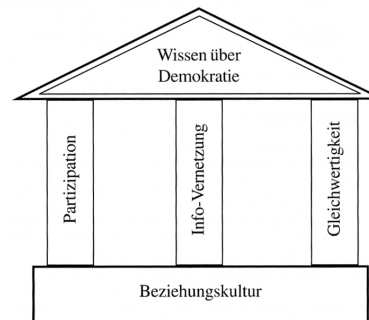 Wissen über
Demokratie
Partizipation
Info-Vernetzung
Gleichwertigkeit
Beziehungskultur